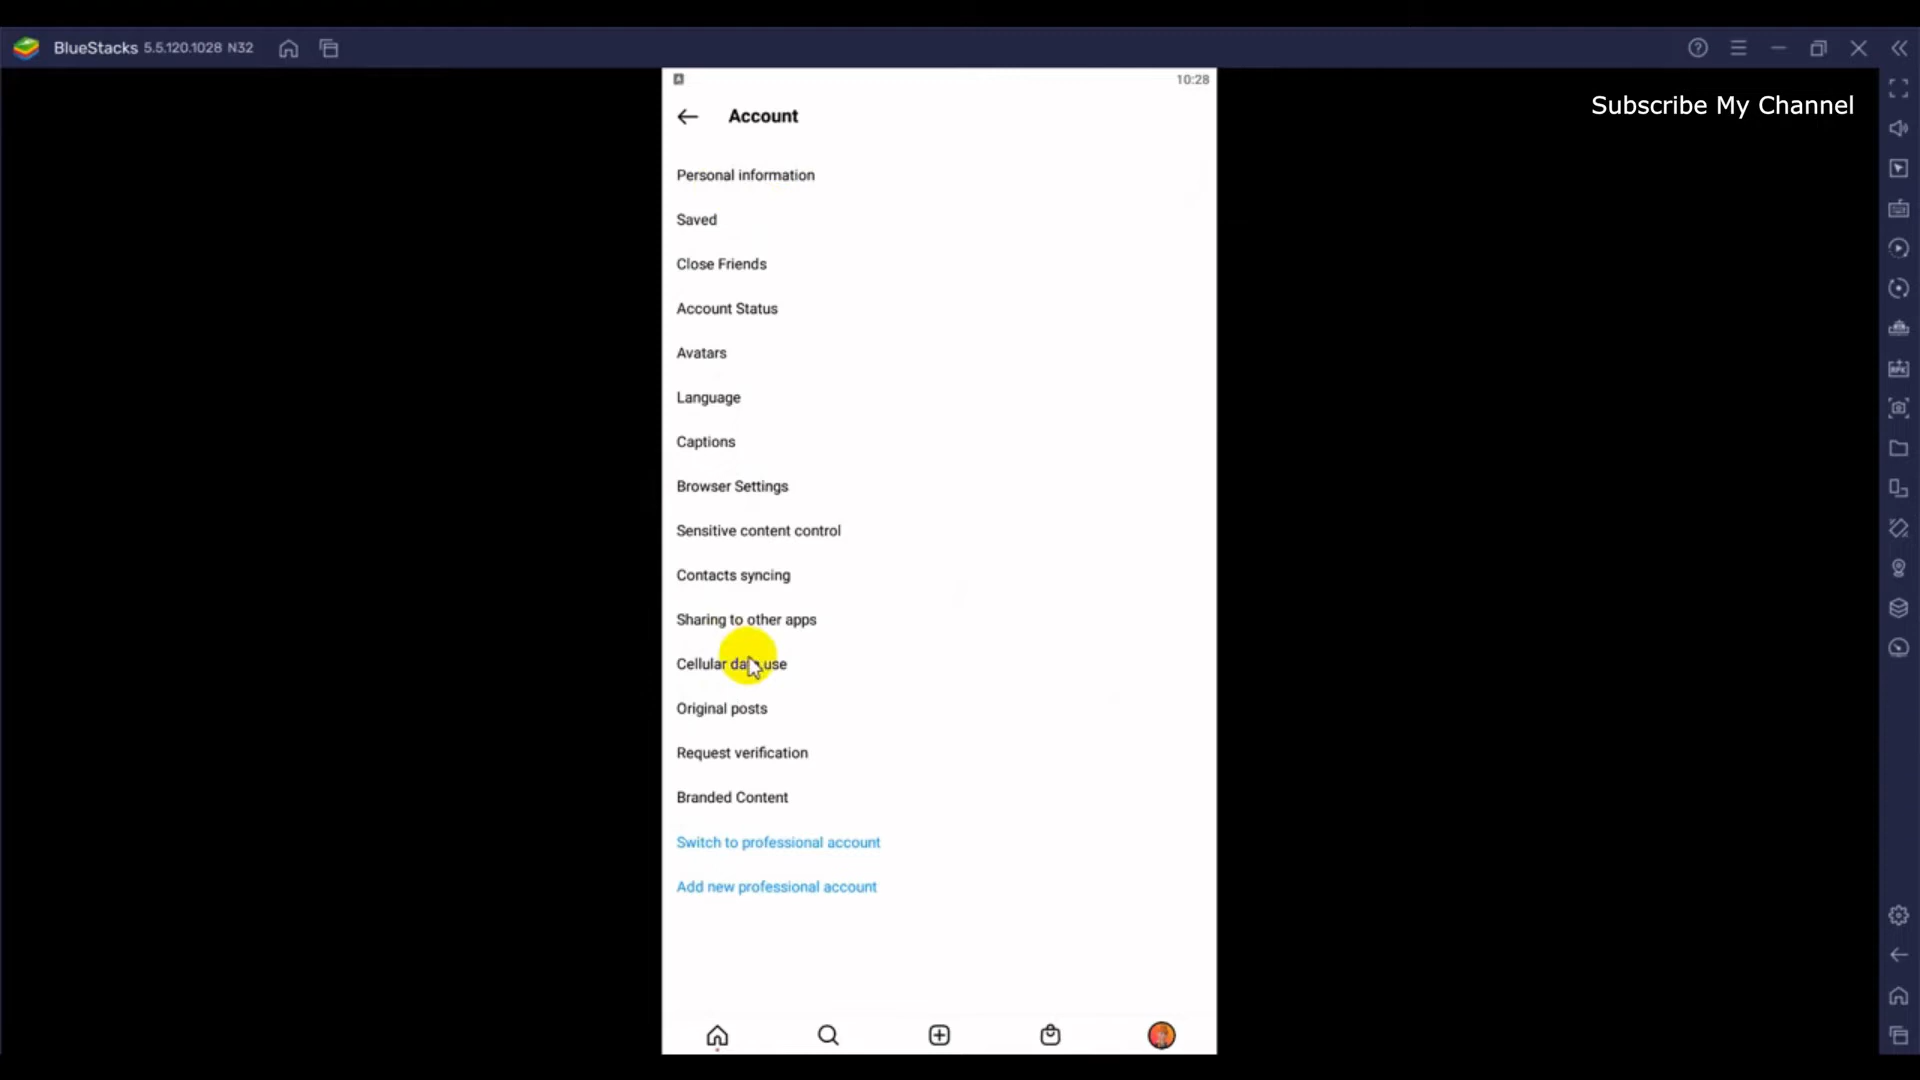 BlueStacks 5.5.120.1028 N32
10:28
Subscribe My Channel
Account
Personal information
Saved
Close Friends
Account Status
Avatars
Language
Captions
Browser Settings
Sensitive content control
Contacts syncing
Sharing to other apps
Cellular data use
Original posts
Request verification
Branded Content
Switch to professional account
Add new professional account